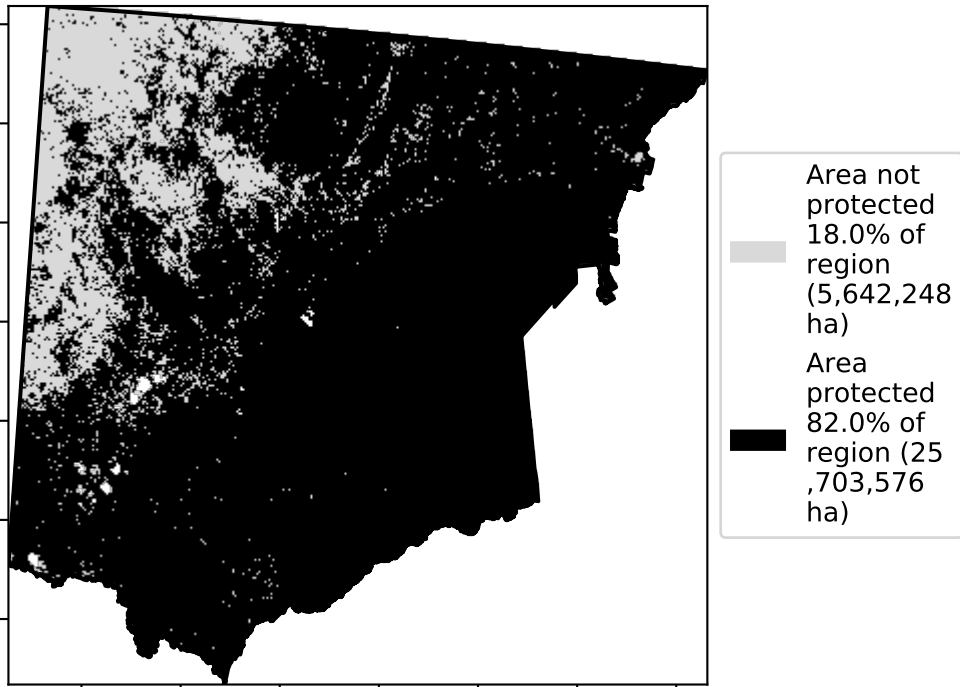 Area not
protected
18.0% of
region
(5,642,248
ha)
Area
protected
82.0% of
region (25
,703,576
ha)